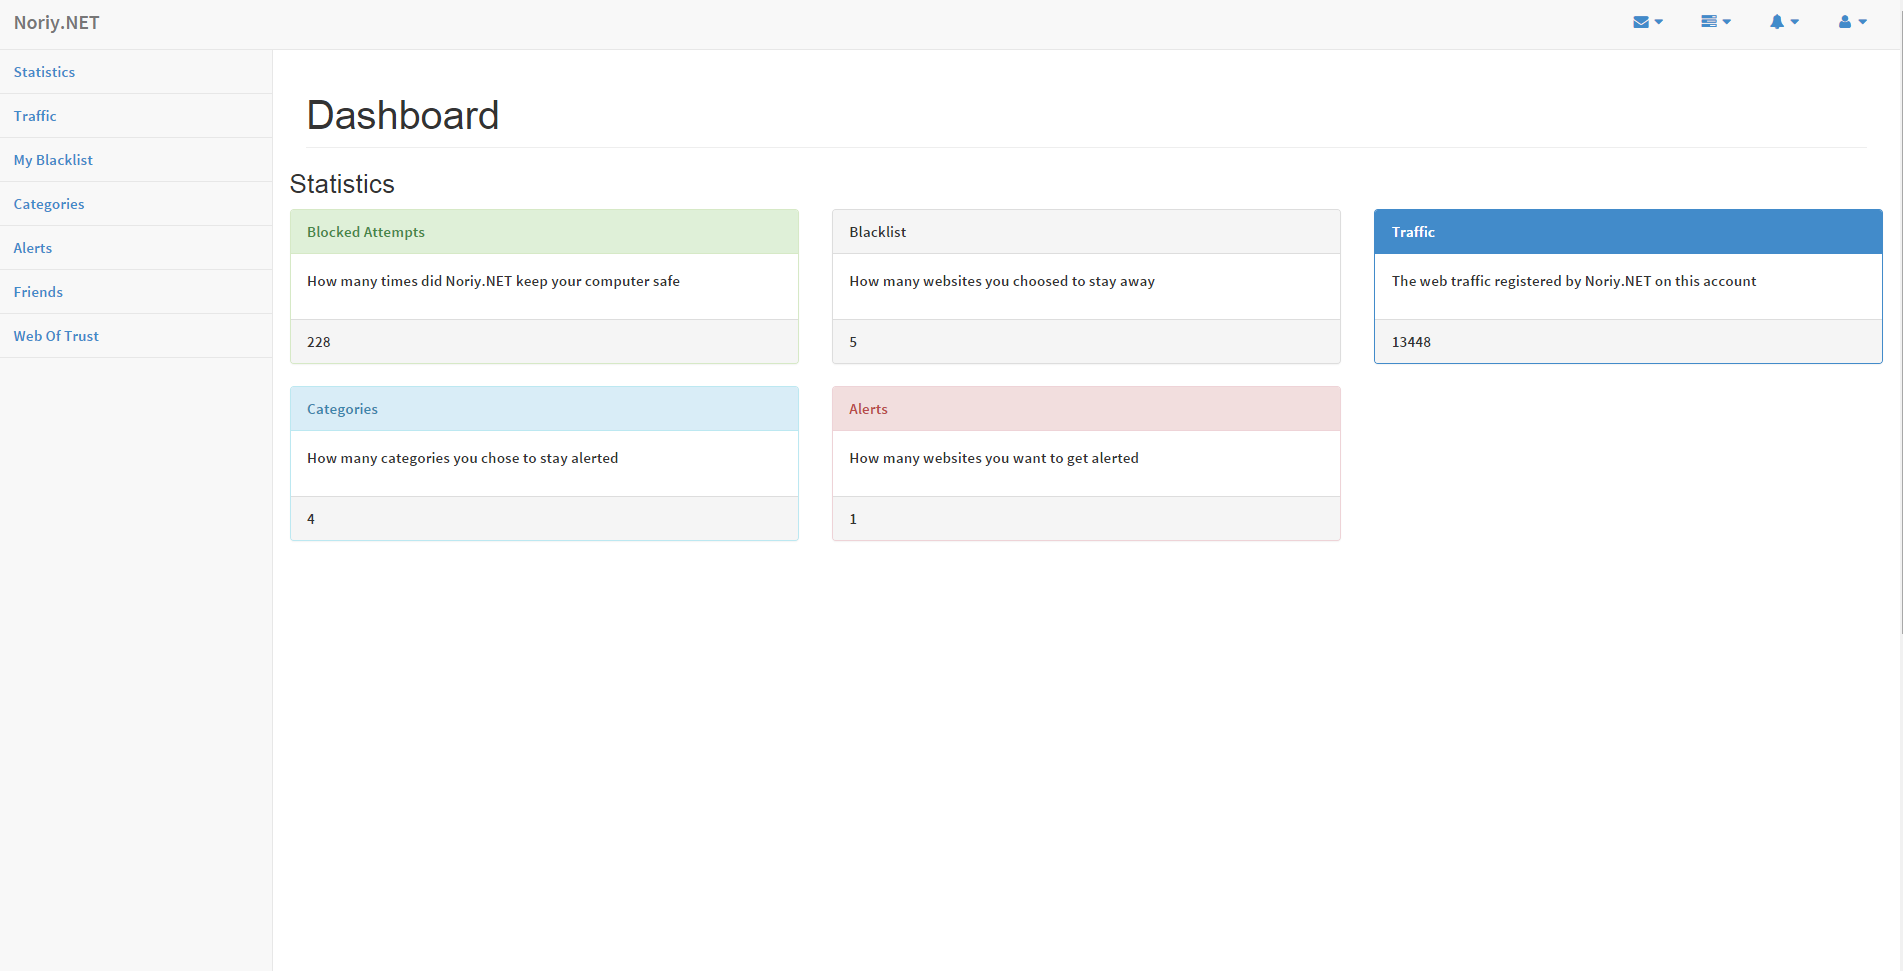 Noriy.NET
Statistics
Traffic
My Blacklist
Categories
Alerts
Friends
Web Of Trust
Dashboard
Statistics
Blocked Attempts
How many times did Noriy.NET keep your computer safe
228
Blacklist
How many websites you choosed to stay away
5
Traffic
The web traffic registered by Noriy.NET on this account
13448
Categories
How many categories you chose to stay alerted
4
Alerts
How many websites you want to get alerted
1